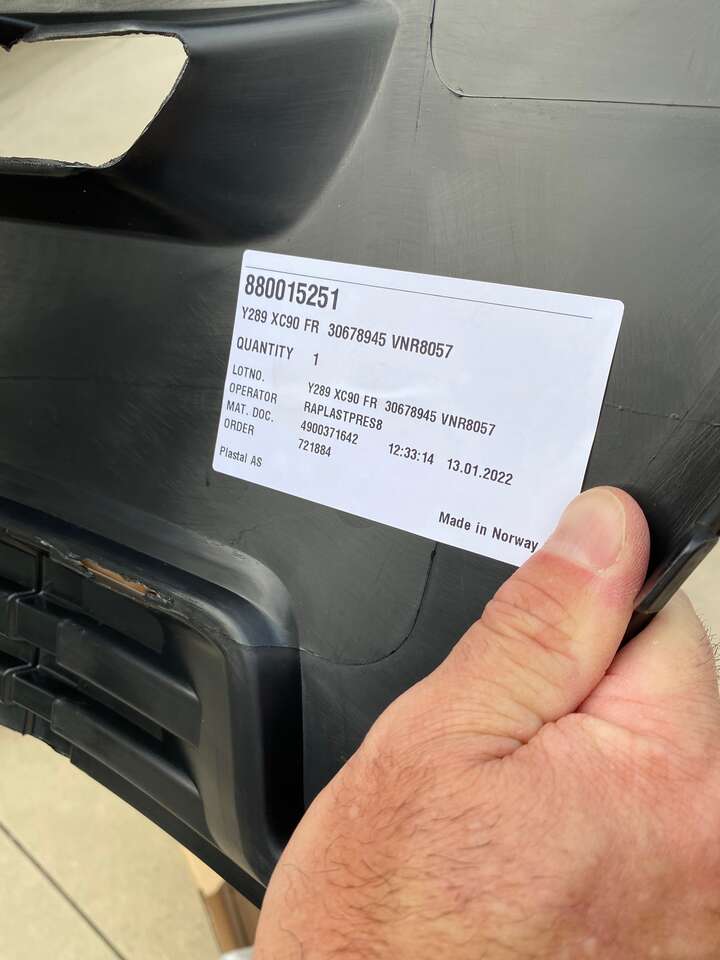 880015251
Y289 XC90 FR 30678945 VNR8057
QUANTITY 1
LOTNO. Y289 XC90 FR 30678945 VNR8057
OPERATOR RAPLASTPRES8
MAT. DOC. 4900371642 12:33:14 13.01.2022
ORDER 721884
Plastal AS
Made in Norway